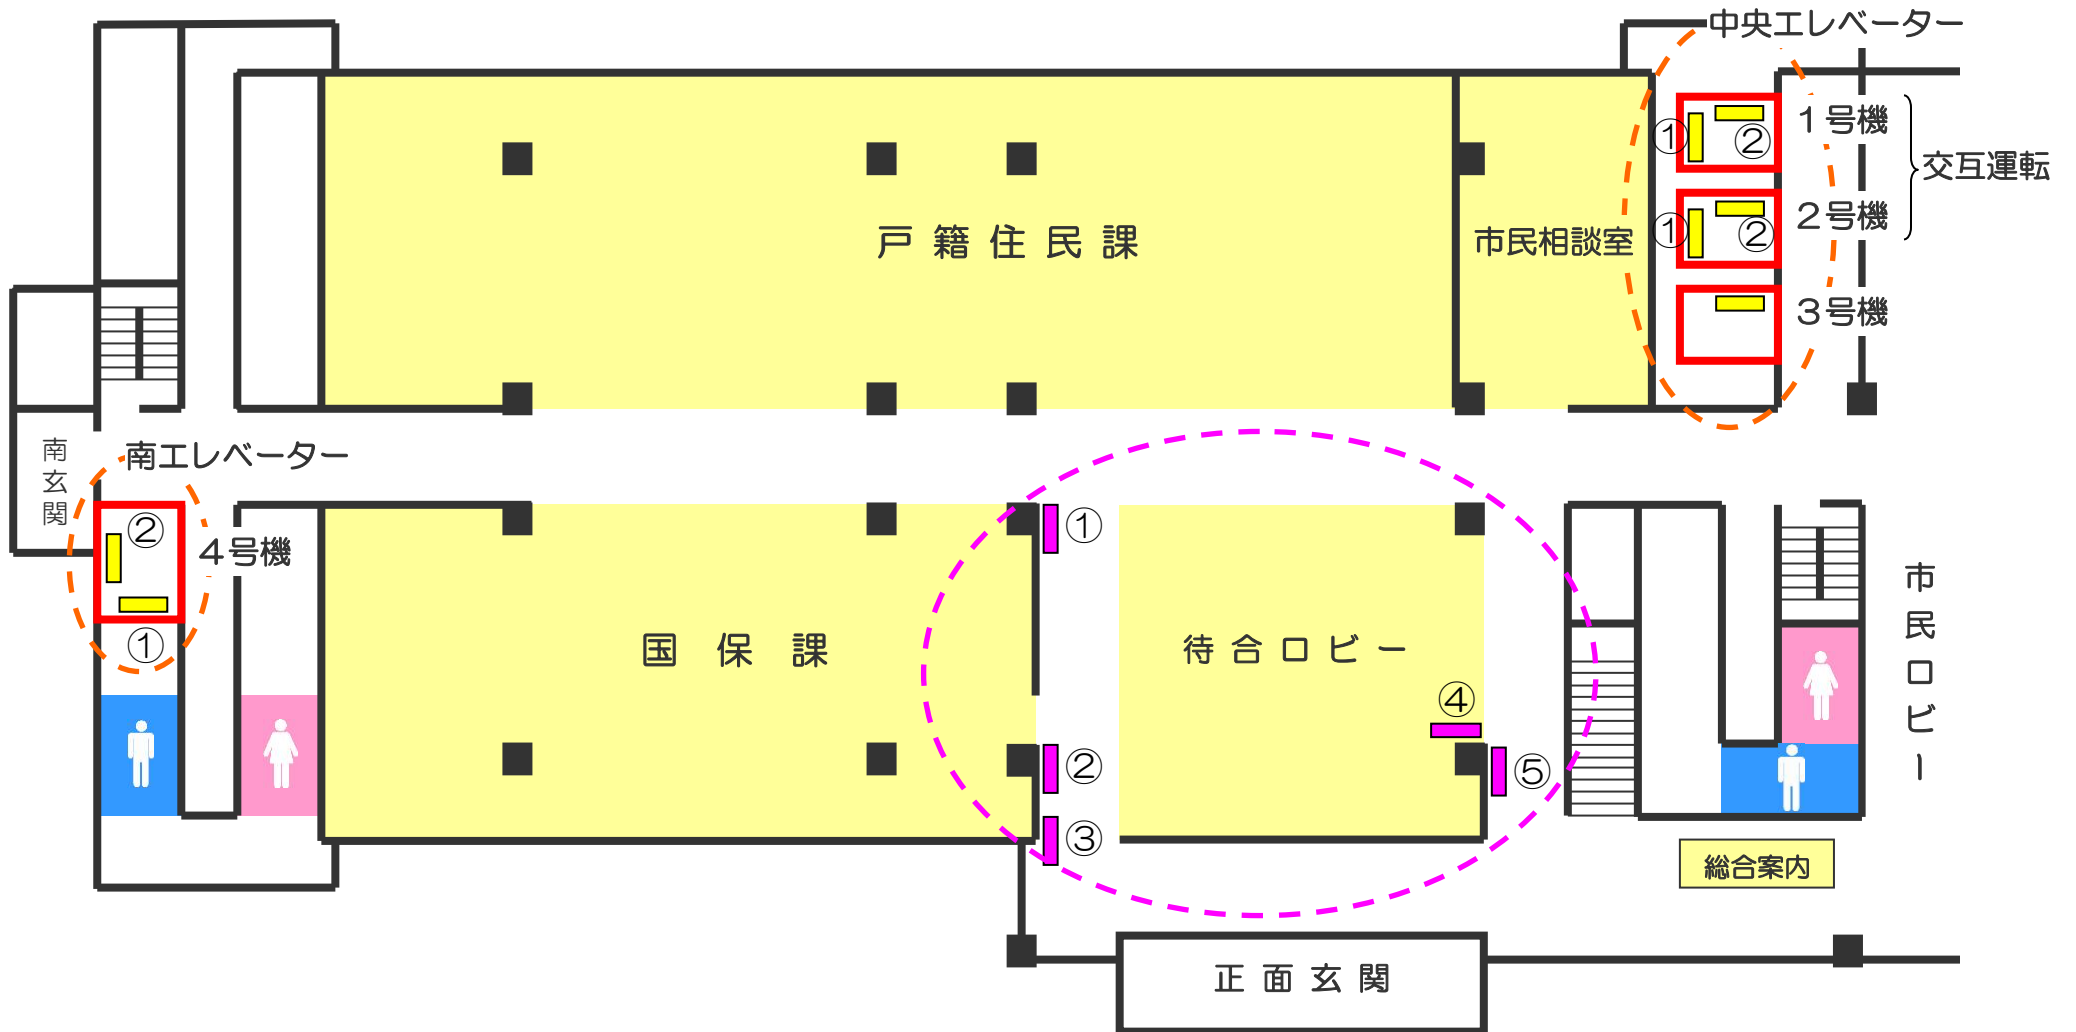 中央エレベーター
① ② 1号機
交互運転
① ② 2号機
3号機
戸籍住民課
市民相談室
南玄関
南エレベーター
②
4号機
①
①
②
③
④
⑤
国保課
待合ロビー
市民ロビー
総合案内
正面玄関